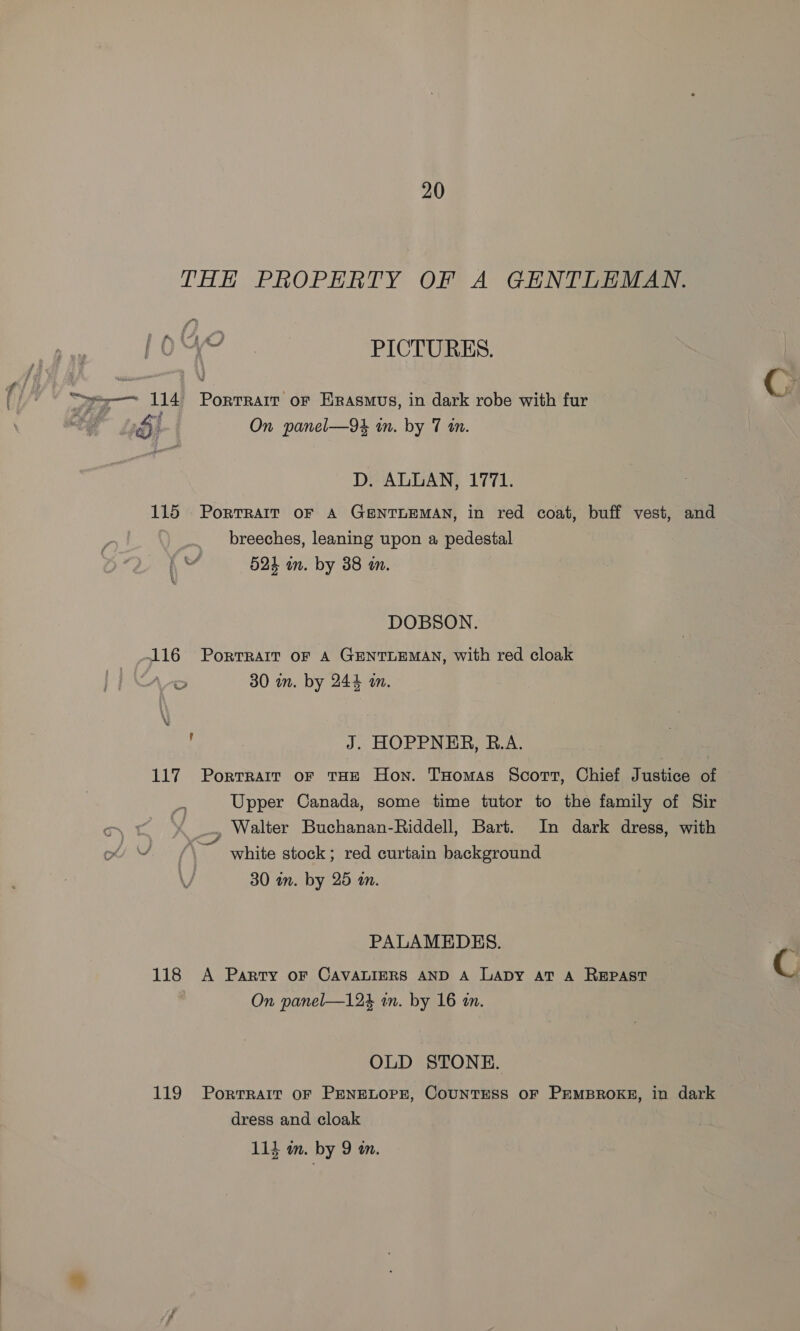 20
THE PROPERTY OF A GENTLEMAN.
PICTURES.
114 PORTRAIT OF ERASMUS, in dark robe with fur
On panel—9½ in. by 7 in.
D. ALLAN, 1771.
115 PORTRAIT OF A GENTLEMAN, in red coat, buff vest, and
breeches, leaning upon a pedestal
52½ in. by 38 in.
DOBSON.
116 PORTRAIT OF A GENTLEMAN, with red cloak
30 in. by 24½ in.
J. HOPPNER, R.A.
117 PORTRAIT OF THE HON. THOMAS SCOTT, Chief Justice of
Upper Canada, some time tutor to the family of Sir
Walter Buchanan-Riddell, Bart. In dark dress, with
white stock; red curtain background
30 in. by 25 in.
PALAMEDES.
118 A PARTY OF CAVALIERS AND A LADY AT A REPAST
On panel—12½ in. by 16 in.
OLD STONE.
119 PORTRAIT OF PENELOPE, COUNTESS OF PEMBROKE, in dark
dress and cloak
11½ in. by 9 in.